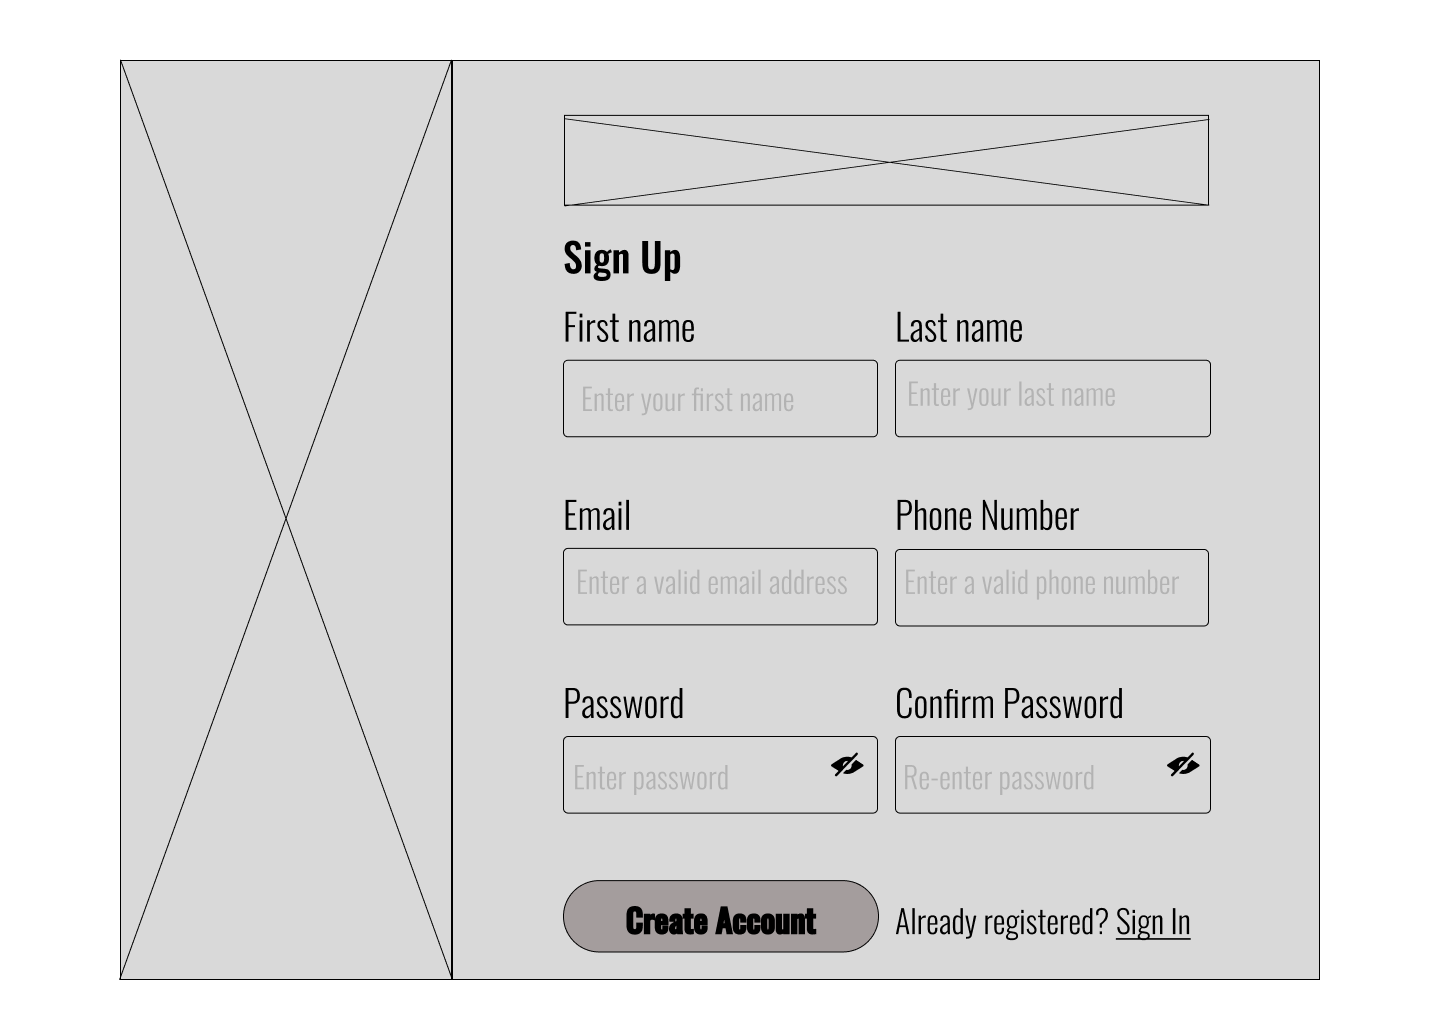 Sign Up
First name
Last name
Enter your first name
Enter your last name
Email
Phone Number
Enter a valid email address
Enter a valid phone number
Password
Confirm Password
Enter password
Re-enter password
Create Account
Already registered? Sign In